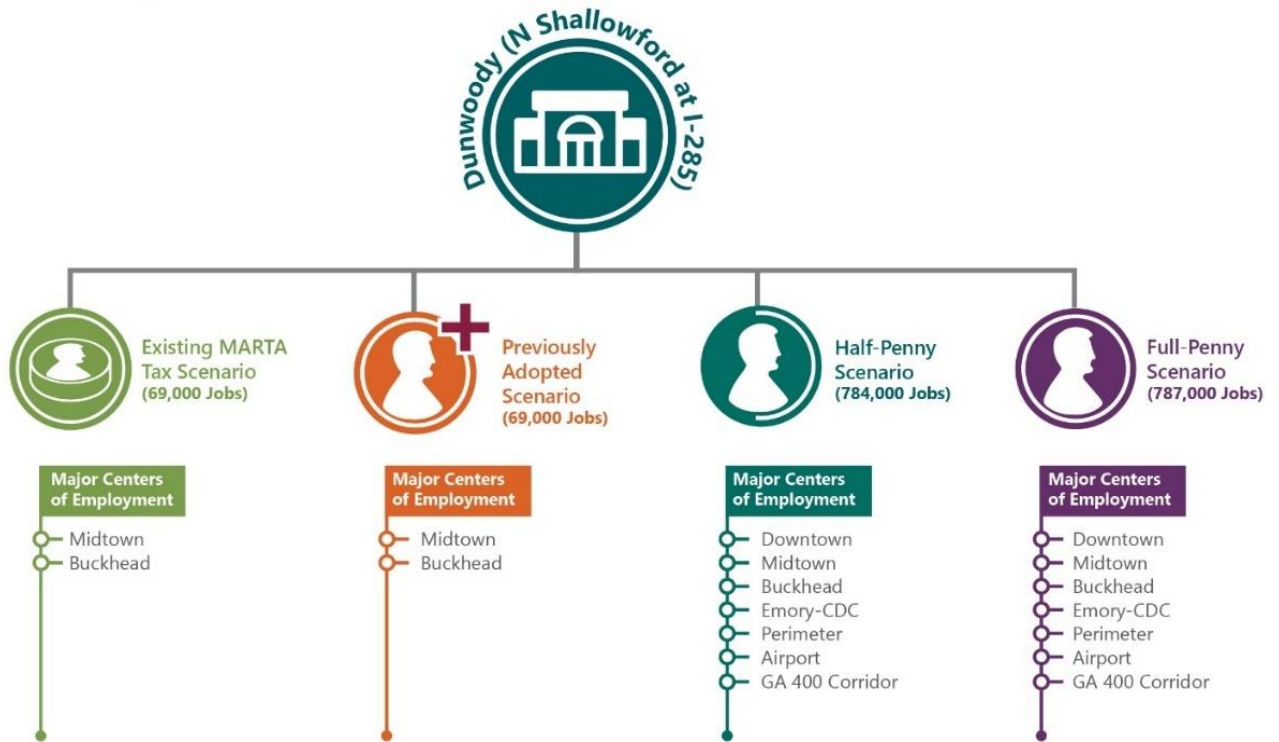 Dunwoody (N Shallowford at I-285)
Existing MARTA
Tax Scenario
(69,000 Jobs)
Previously
Adopted
Scenario
(69,000 Jobs)
Half-Penny
Scenario
(784,000 Jobs)
Full-Penny
Scenario
(787,000 Jobs)
Major Centers
of Employment
Midtown
Buckhead
Major Centers
of Employment
Midtown
Buckhead
Major Centers
of Employment
Downtown
Midtown
Buckhead
Emory-CDC
Perimeter
Airport
GA 400 Corridor
Major Centers
of Employment
Downtown
Midtown
Buckhead
Emory-CDC
Perimeter
Airport
GA 400 Corridor